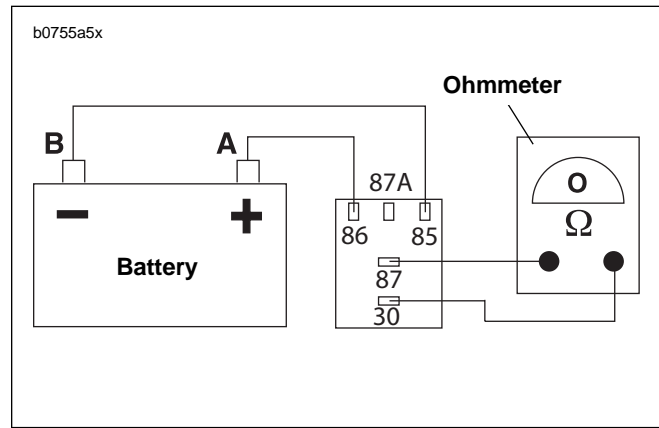 b0755a5x
Ohmmeter
B
A
87A
O
Ω
86
85
− +
Battery
87
30